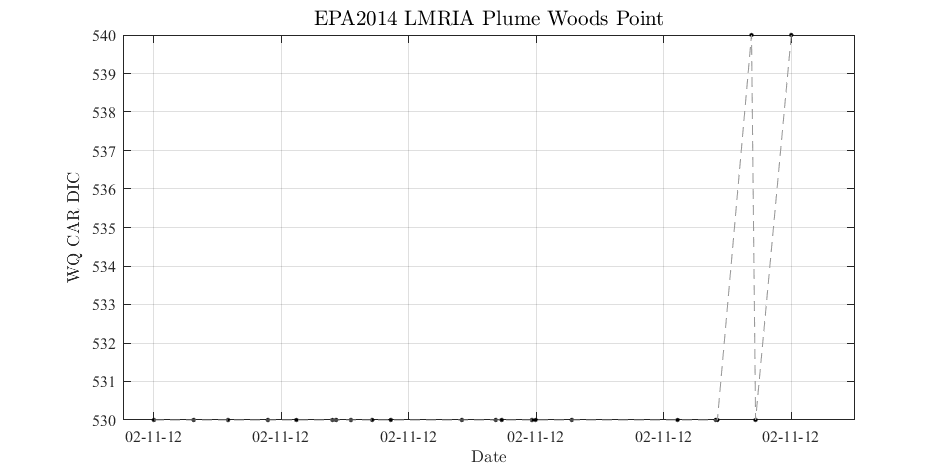 EPA2014 LMRIA Plume Woods Point
540
539
538
537
536
535
534
533
532
531
530
WQ CAR DIC
02-11-12 02-11-12 02-11-12 02-11-12 02-11-12 02-11-12
Date